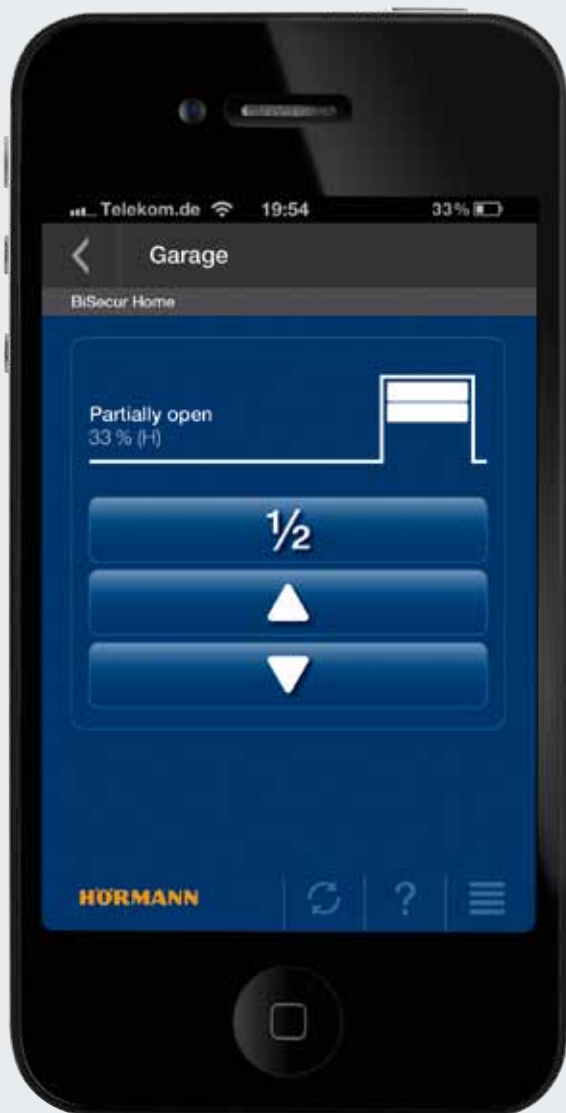 Telekom.de 19:54 33%
Garage
BiSecur Home
Partially open
33 % (H)
½
HÖRMANN
?